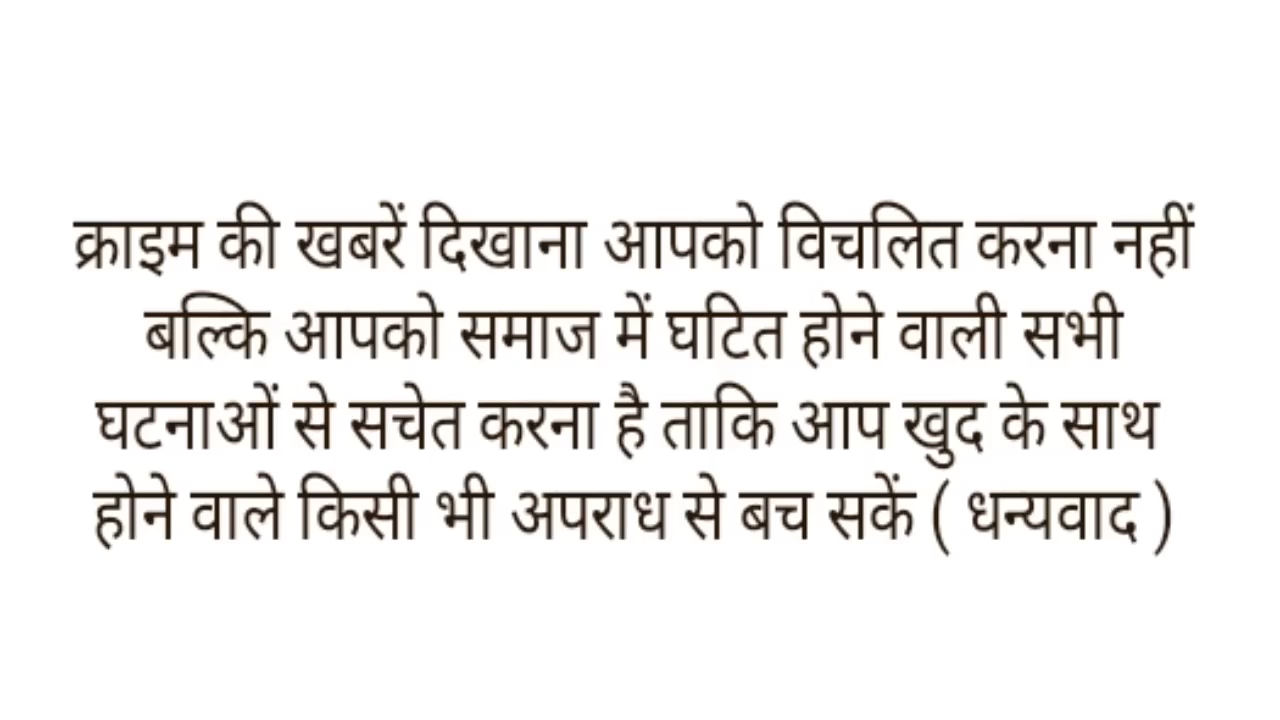 क्राइम की खबरें दिखाना आपको विचलित करना नहीं
बल्कि आपको समाज में घटित होने वाली सभी
घटनाओं से सचेत करना है ताकि आप खुद के साथ
होने वाले किसी भी अपराध से बच सकें ( धन्यवाद )